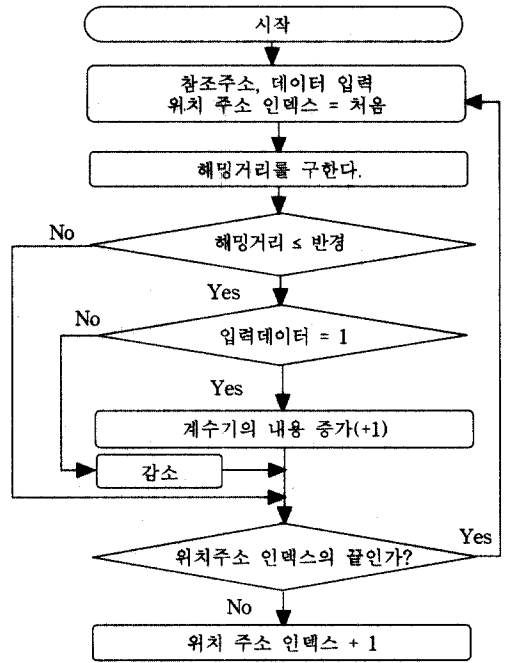 시작
참조주소, 데이터 입력
위치 주소 인덱스 = 처음
해밍거리를 구한다.
No
해밍거리 ≤ 반경
Yes
No
입력데이터 = 1
Yes
계수기의 내용 증가(+1)
감소
Yes
위치주소 인덱스의 끝인가?
No
위치 주소 인덱스 + 1